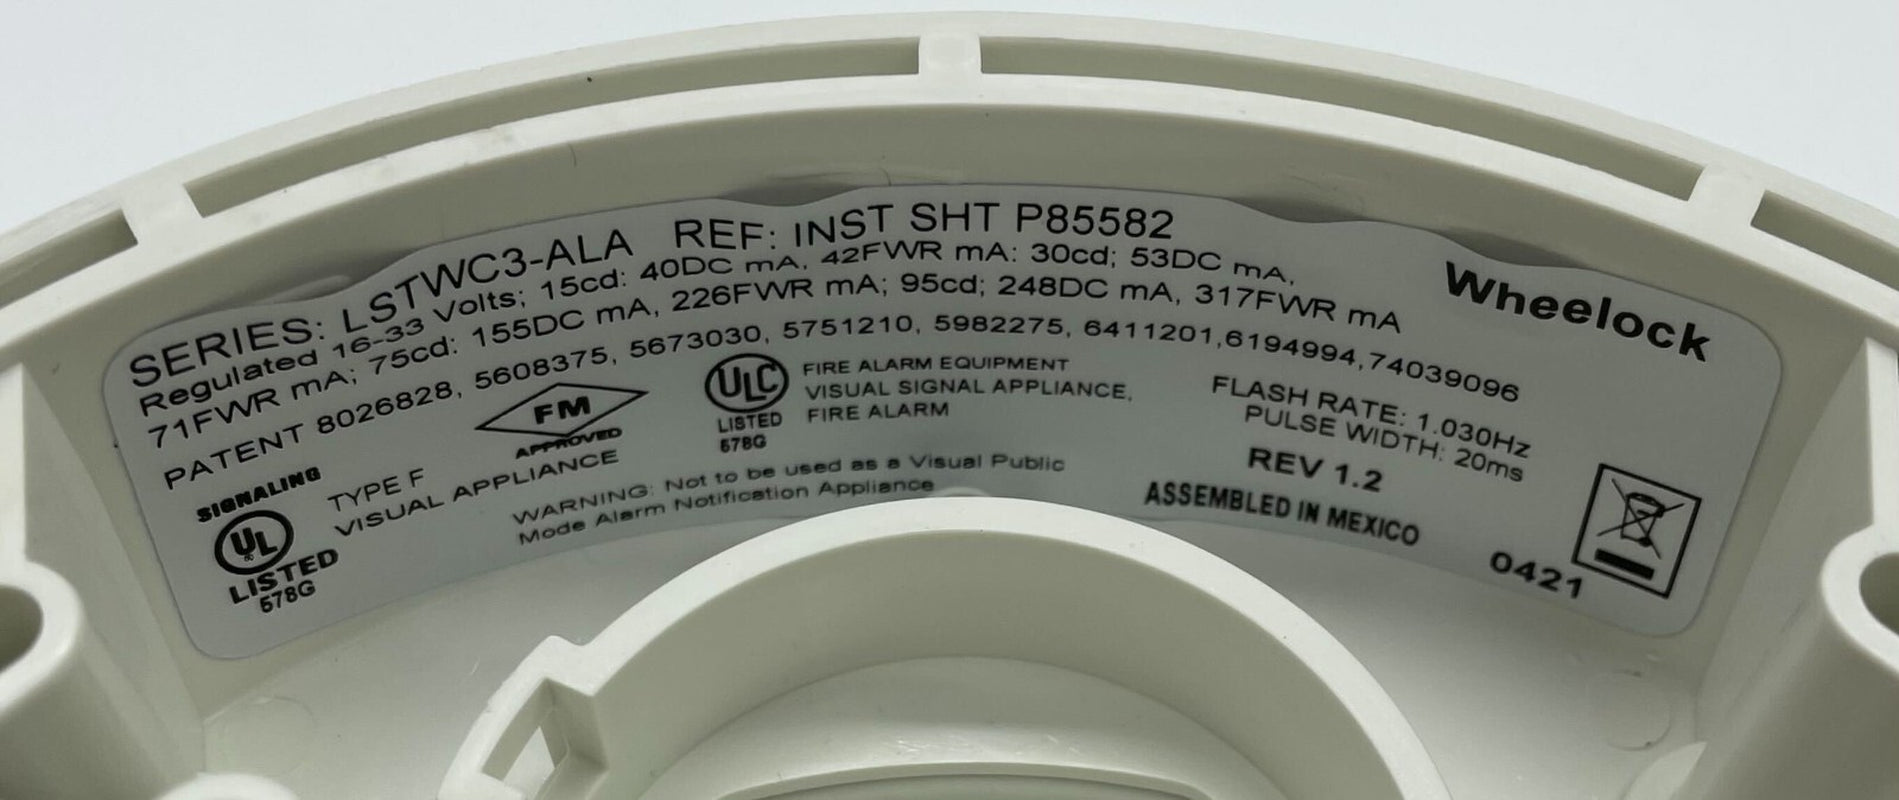 SERIES: LSTWC3-ALA REF: INST SHT P85582
Wheelock
Regulated 16-33 Volts; 15cd: 40DC mA, 42FWR mA: 30cd; 53DC mA,
71FWR mA; 75cd: 155DC mA, 226FWR mA; 95cd; 248DC mA, 317FWR mA
PATENT 8026828, 5608375, 5673030, 5751210, 5982275, 6411201,6194994,74039096
SIGNALING
UL
LISTED
578G
TYPE F
VISUAL APPLIANCE
FM
APPROVED
ULC
LISTED
578G
FIRE ALARM EQUIPMENT
VISUAL SIGNAL APPLIANCE,
FIRE ALARM
WARNING: Not to be used as a Visual Public
Mode Alarm Notification Appliance
FLASH RATE: 1.030Hz
PULSE WIDTH: 20ms
REV 1.2
ASSEMBLED IN MEXICO
0421